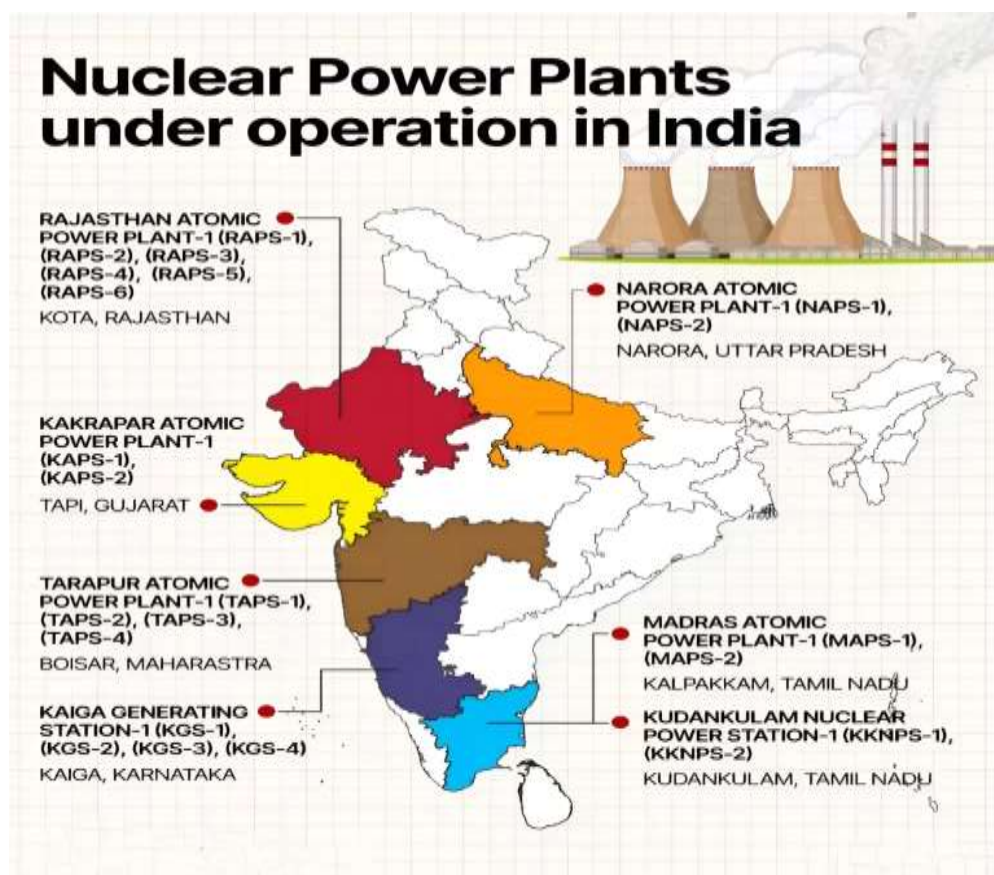 Nuclear Power Plants
under operation in India
RAJASTHAN ATOMIC
POWER PLANT-1 (RAPS-1),
(RAPS-2), (RAPS-3),
(RAPS-4), (RAPS-5),
(RAPS-6)
KOTA, RAJASTHAN
NARORA ATOMIC
POWER PLANT-1 (NAPS-1),
(NAPS-2)
NARORA, UTTAR PRADESH
KAKRAPAR ATOMIC
POWER PLANT-1
(KAPS-1),
(KAPS-2)
TAPI, GUJARAT
TARAPUR ATOMIC
POWER PLANT-1 (TAPS-1),
(TAPS-2), (TAPS-3),
(TAPS-4)
BOISAR, MAHARASTRA
KAIGA GENERATING
STATION-1 (KGS-1),
(KGS-2), (KGS-3), (KGS-4)
KAIGA, KARNATAKA
MADRAS ATOMIC
POWER PLANT-1 (MAPS-1),
(MAPS-2)
KALPAKKAM, TAMIL NADU
KUDANKULAM NUCLEAR
POWER STATION-1 (KKNPS-1),
(KKNPS-2)
KUDANKULAM, TAMIL NADU